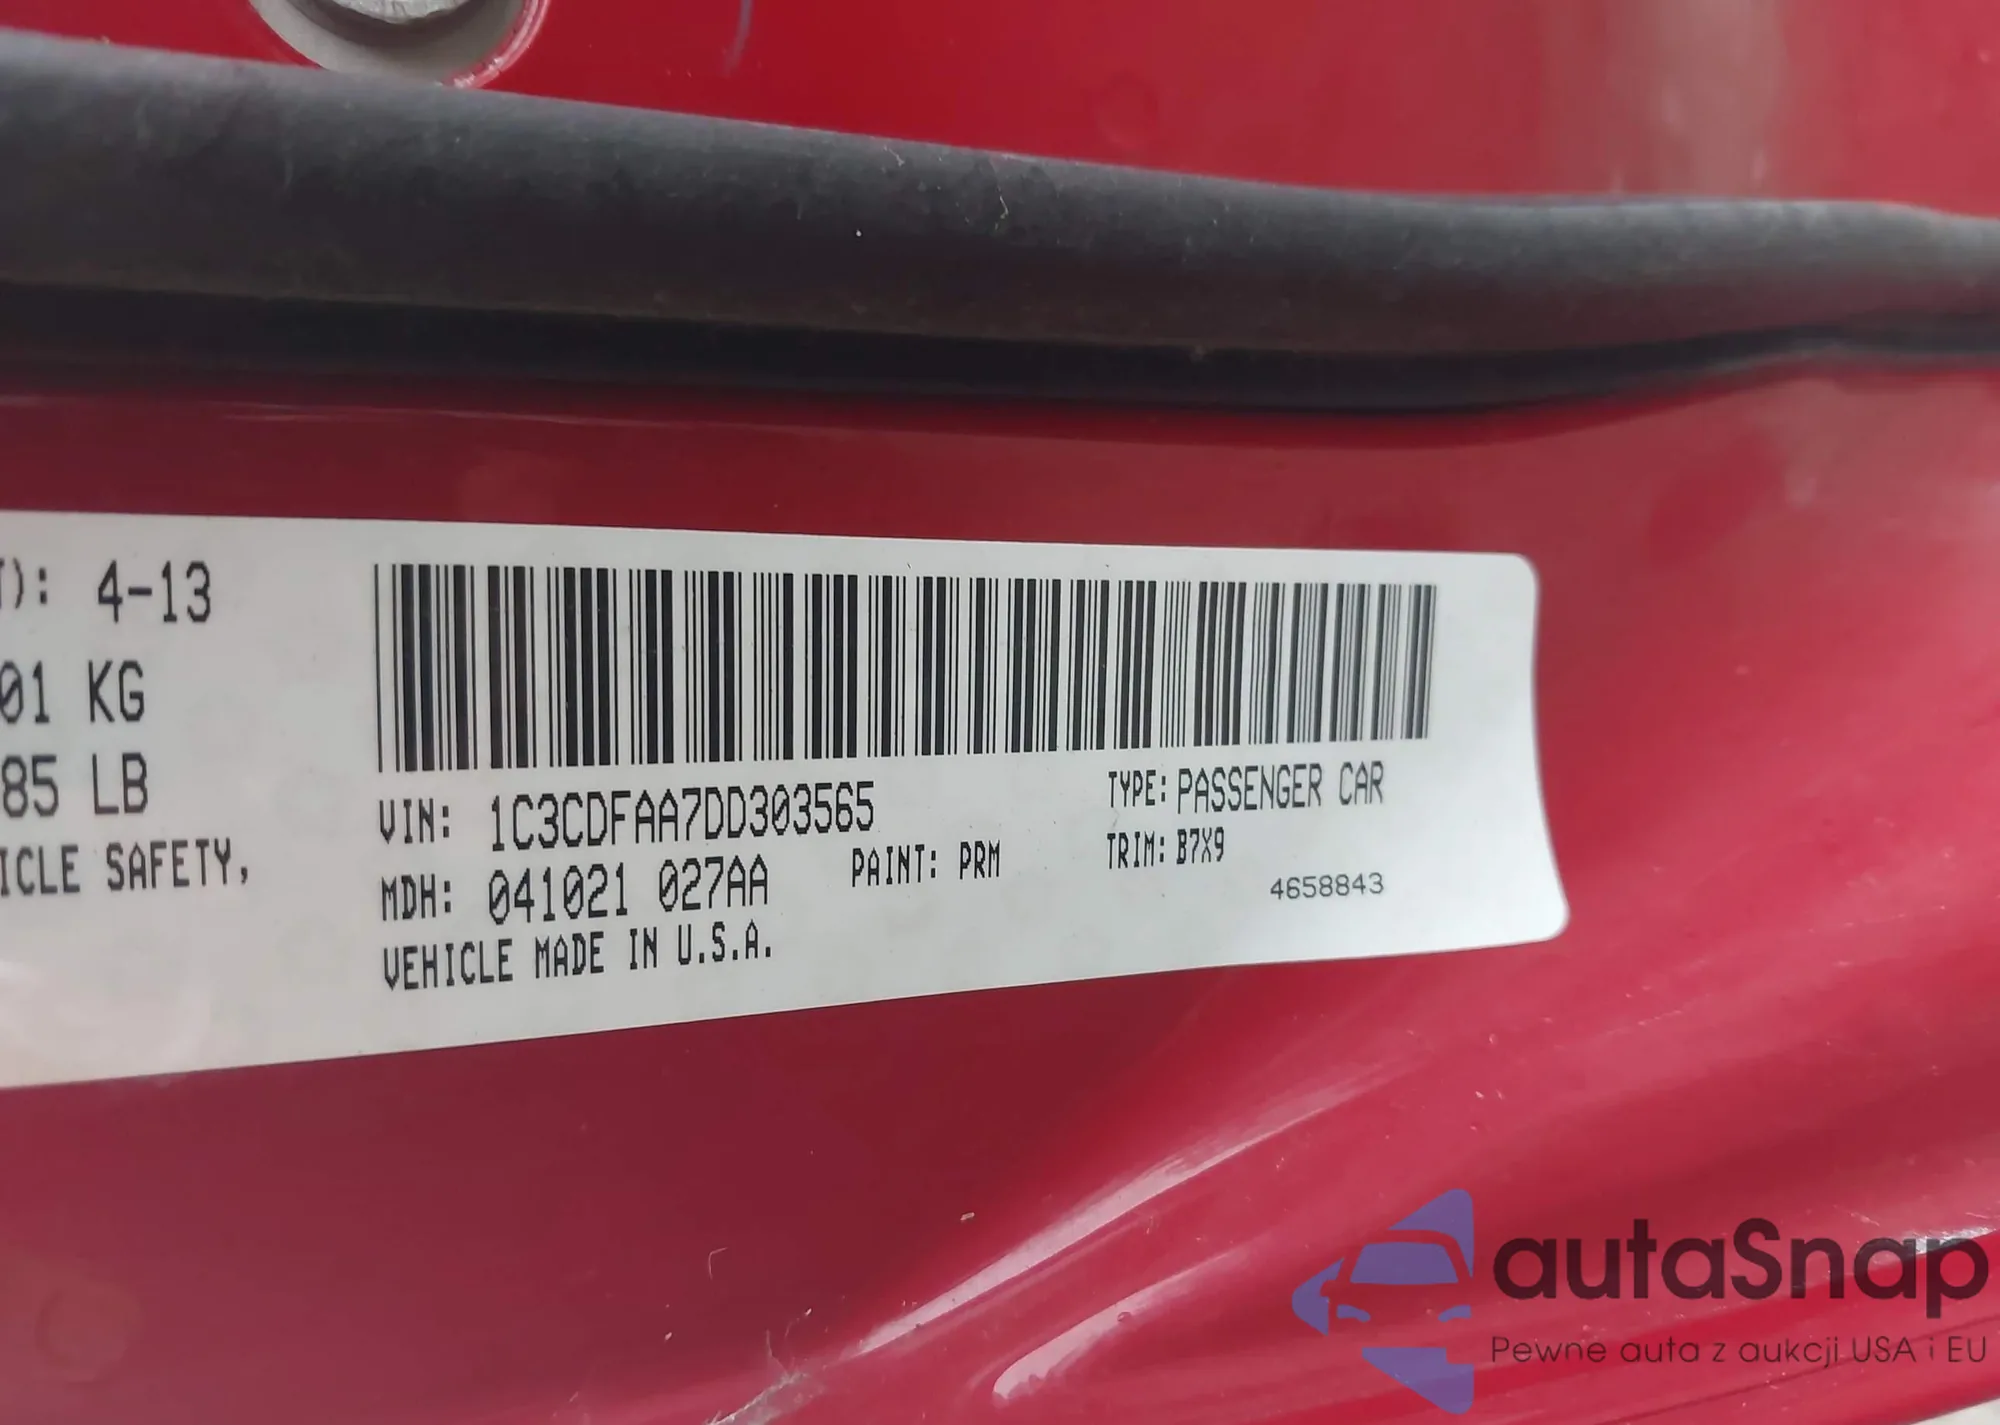 T): 4-13
01 KG
85 LB
ICLE SAFETY,
VIN: 1C3CDFAA7DD303565
TYPE: PASSENGER CAR
MDH: 041021 027AA
PAINT: PRM
TRIM: B7X9
VEHICLE MADE IN U.S.A.
4658843
autaSnap
Pewne auta z aukcji USA i EU